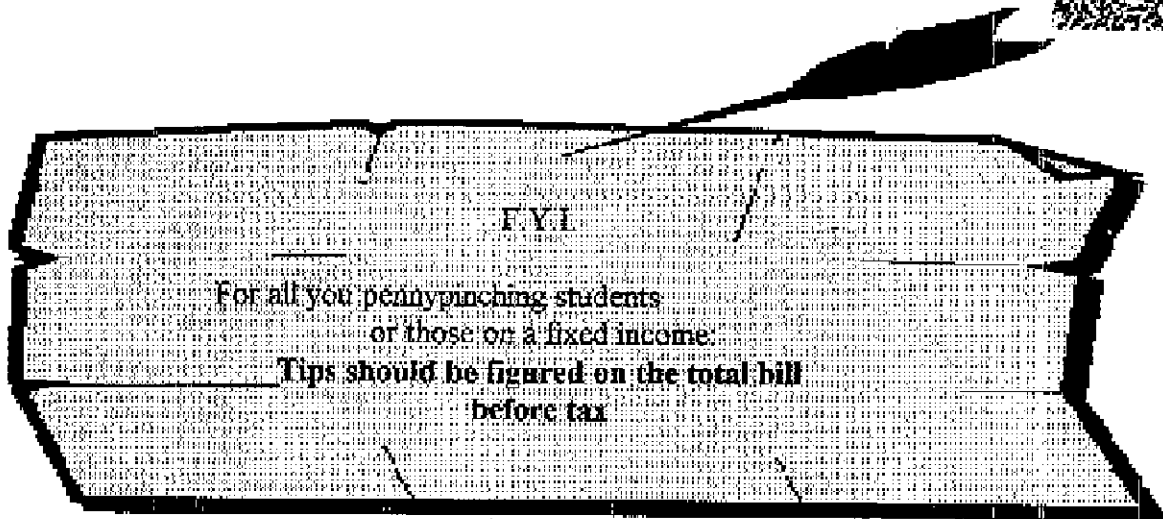 F.Y.I.
For all you pennypinching students
or those on a fixed income:
Tips should be figured on the total bill
before tax